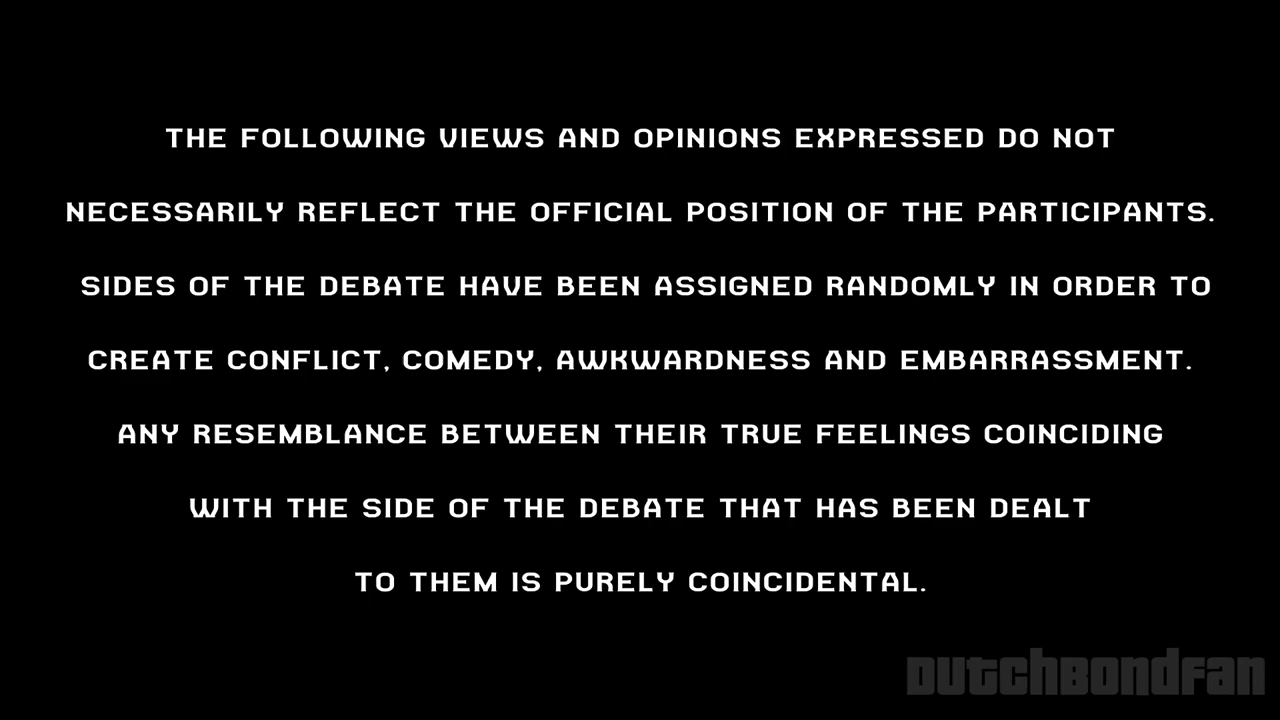 THE FOLLOWING VIEWS AND OPINIONS EXPRESSED DO NOT
NECESSARILY REFLECT THE OFFICIAL POSITION OF THE PARTICIPANTS.
SIDES OF THE DEBATE HAVE BEEN ASSIGNED RANDOMLY IN ORDER TO
CREATE CONFLICT, COMEDY, AWKWARDNESS AND EMBARRASSMENT.
ANY RESEMBLANCE BETWEEN THEIR TRUE FEELINGS COINCIDING
WITH THE SIDE OF THE DEBATE THAT HAS BEEN DEALT
TO THEM IS PURELY COINCIDENTAL.
DutchBondFan